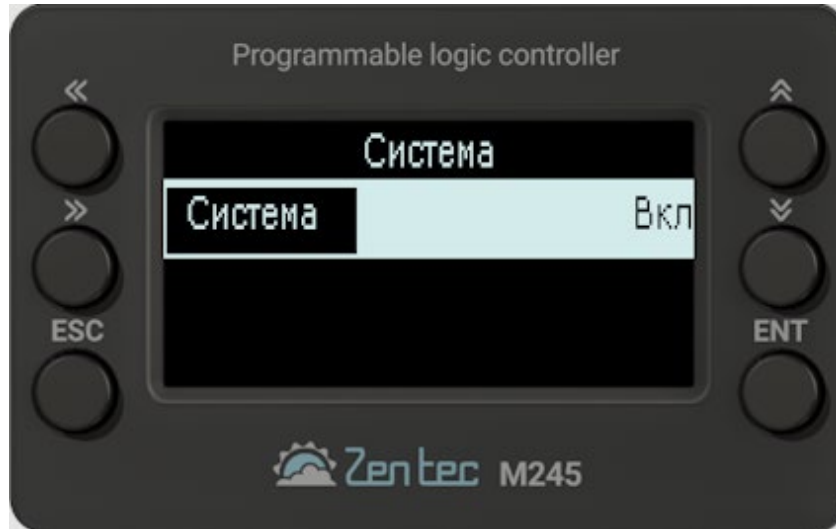 Programmable logic controller
Система
Система Вкл
ESC
ENT
Zentec M245